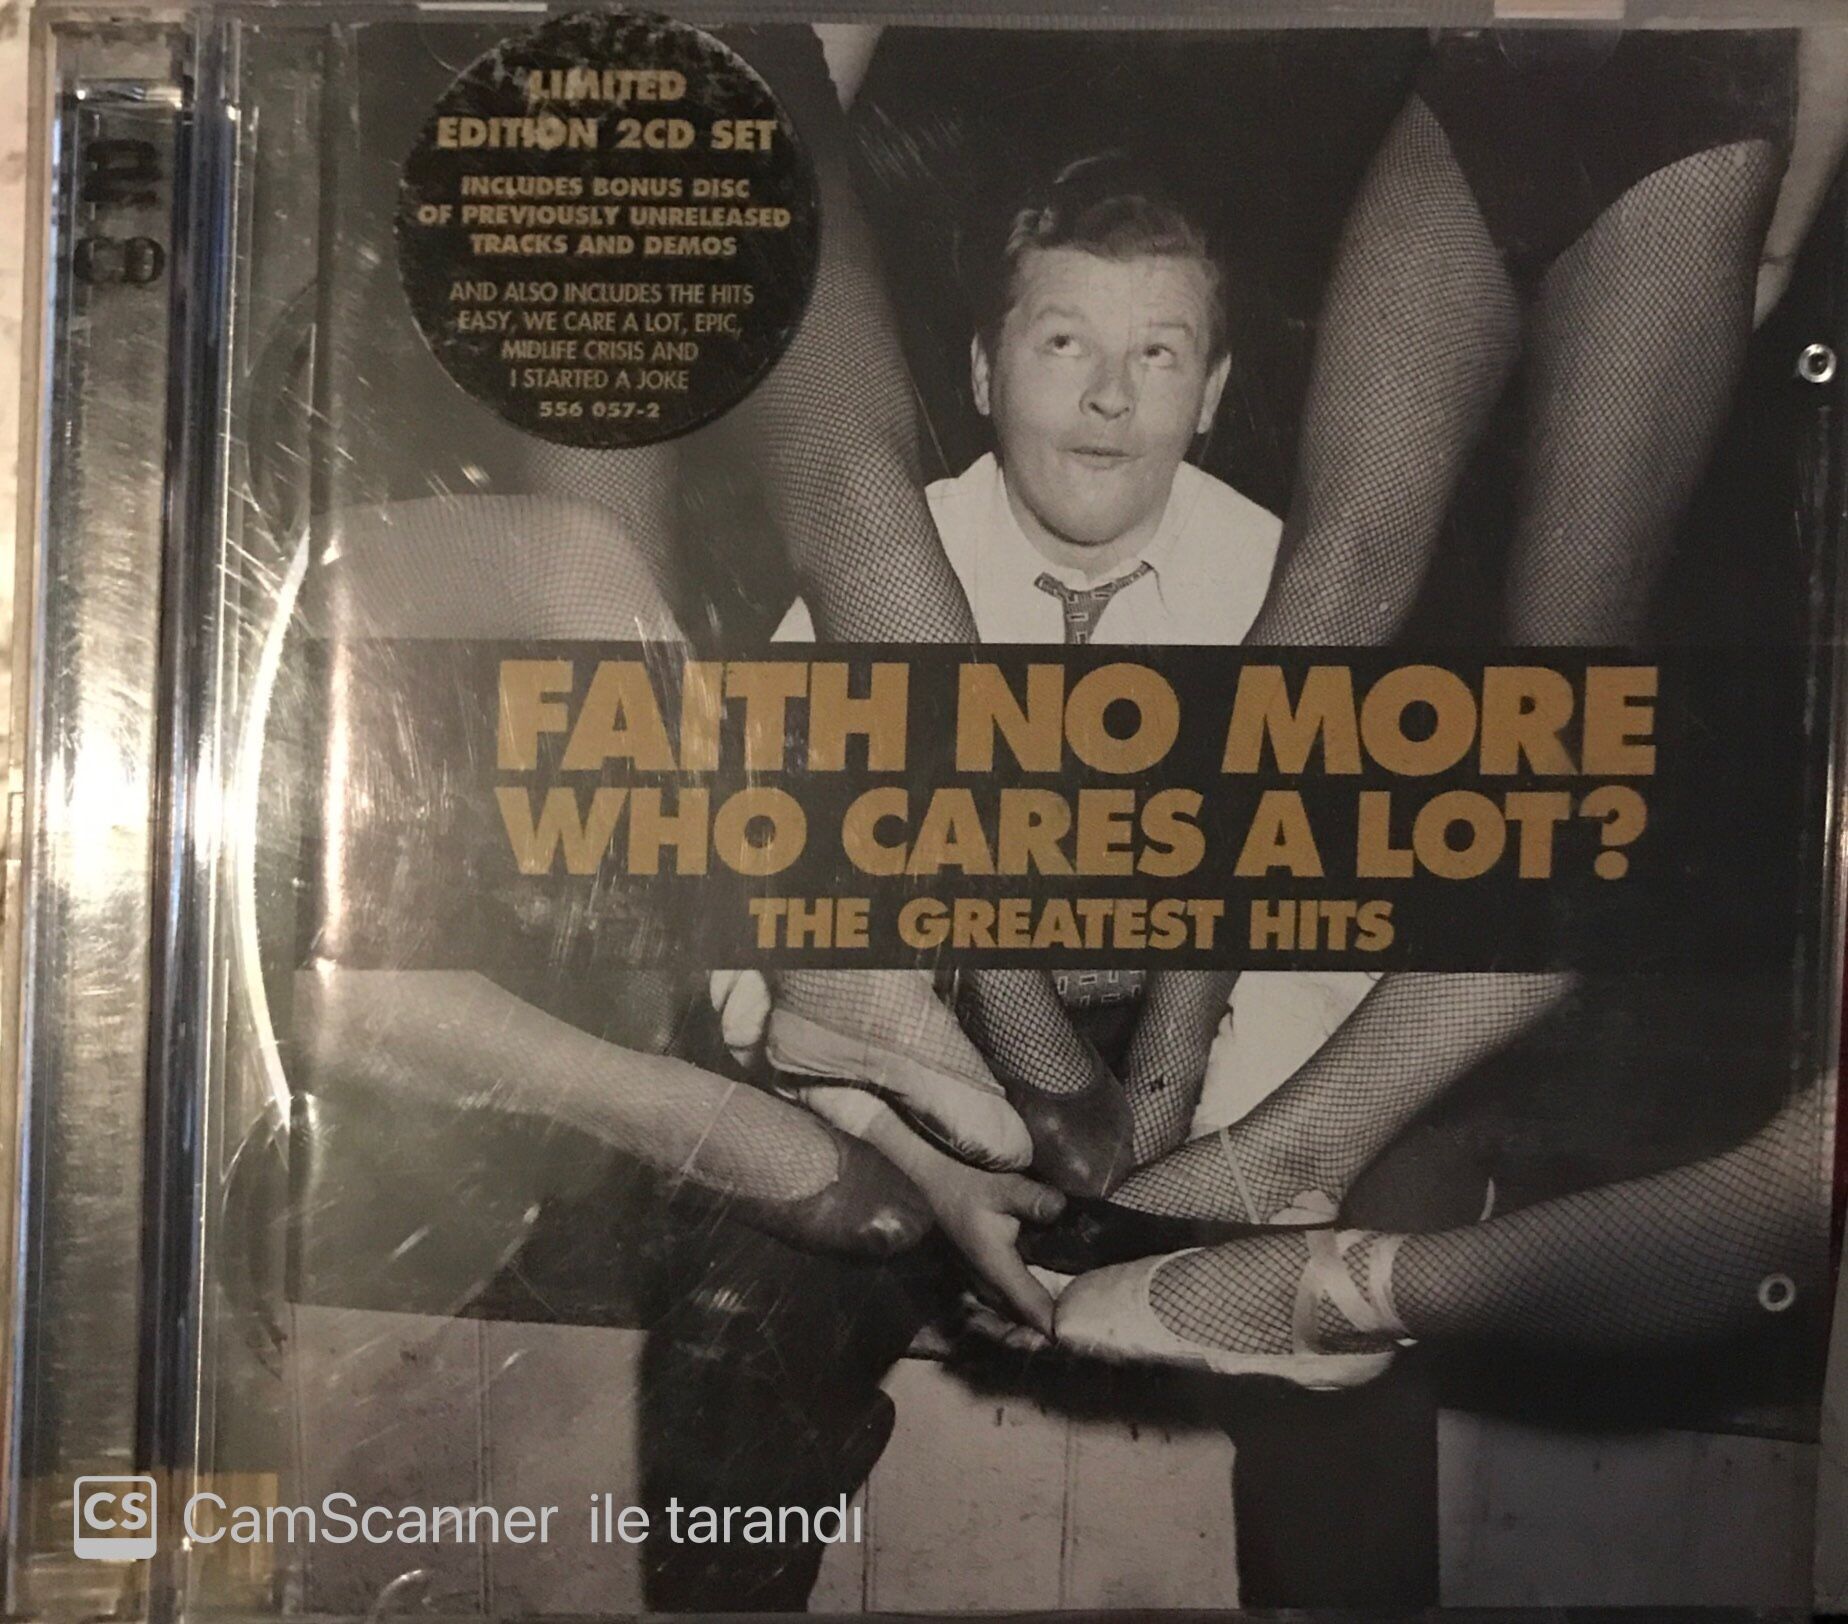 2 CD
LIMITED
EDITION 2CD SET
INCLUDES BONUS DISC
OF PREVIOUSLY UNRELEASED
TRACKS AND DEMOS
AND ALSO INCLUDES THE HITS
EASY, WE CARE A LOT, EPIC,
MIDLIFE CRISIS AND
I STARTED A JOKE
556 057-2
FAITH NO MORE
WHO CARES A LOT?
THE GREATEST HITS
CS CamScanner ile tarandı